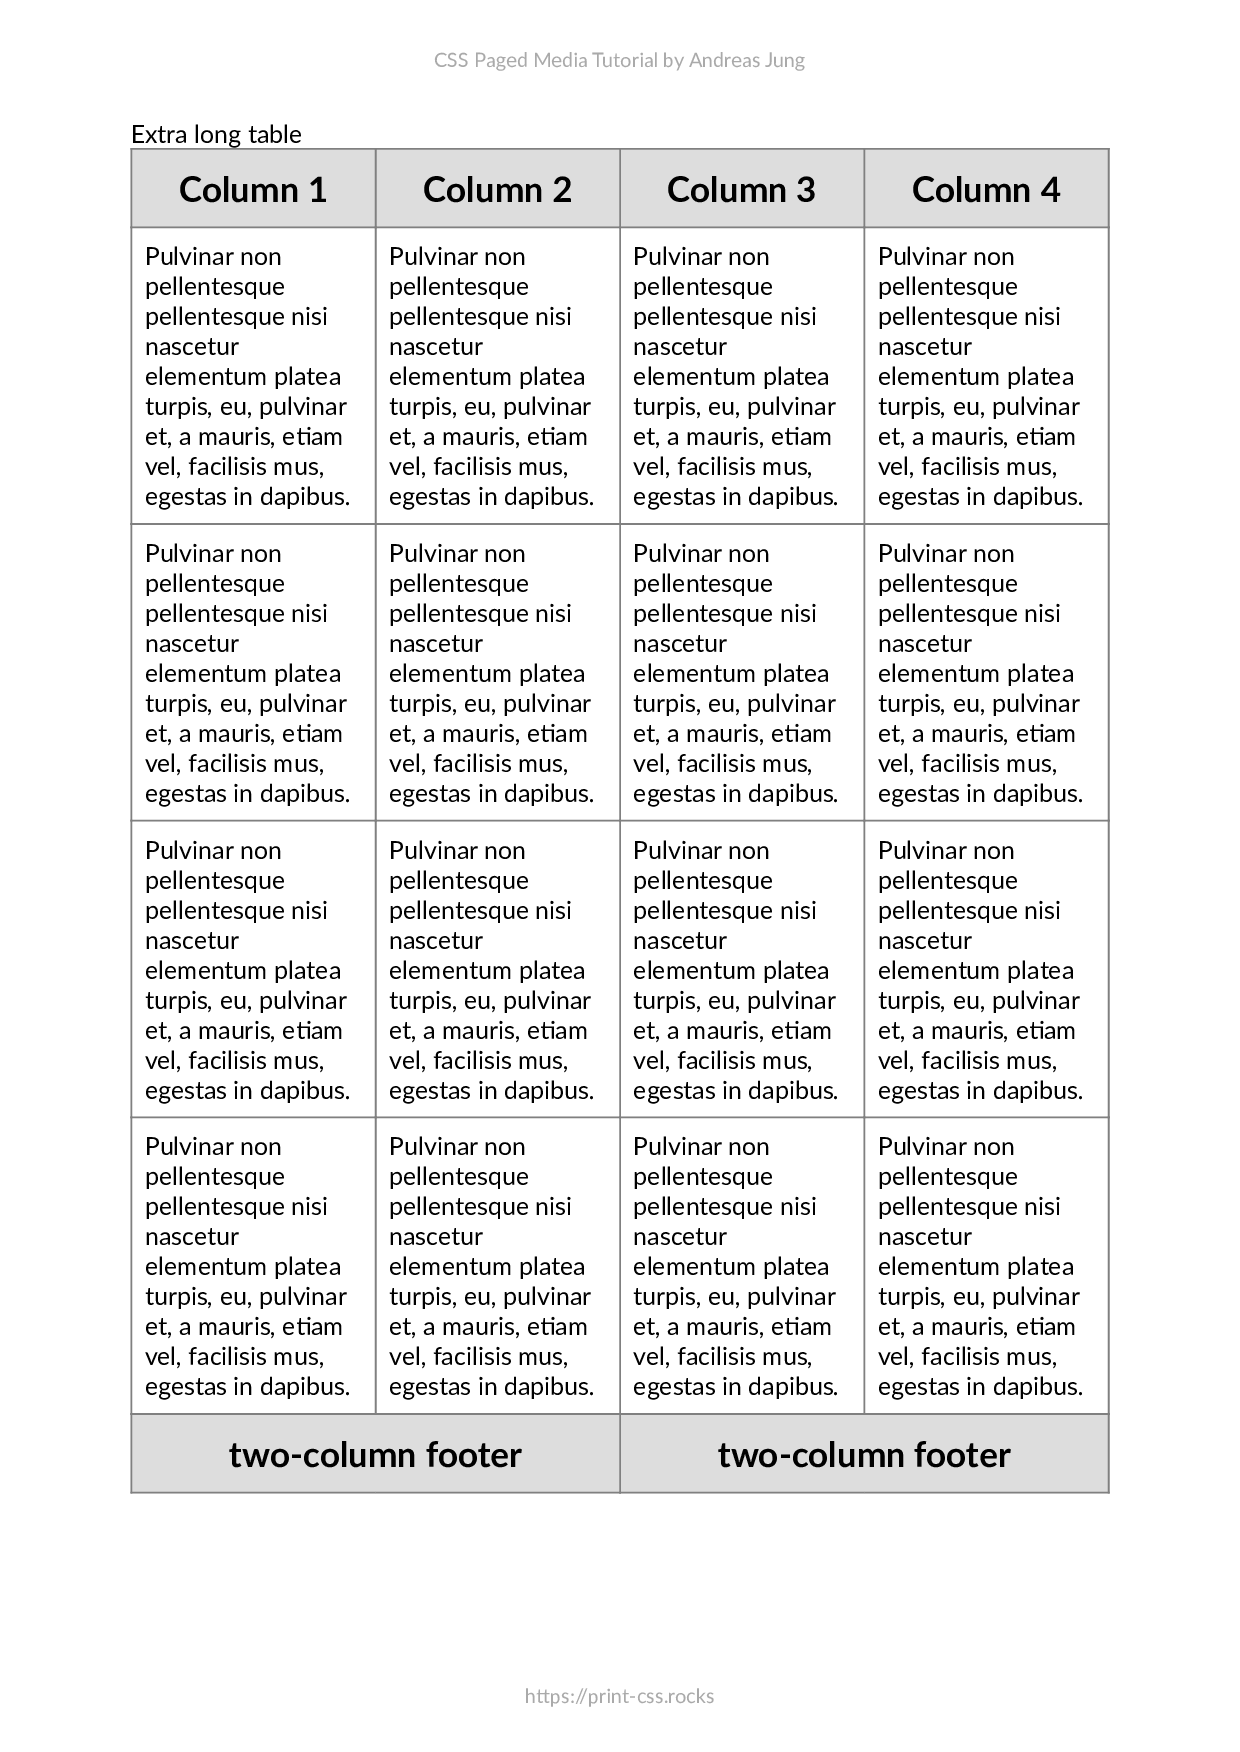 CSS Paged Media Tutorial by Andreas Jung
Extra long table
Column 1 Column 2 Column 3 Column 4
Pulvinar non Pulvinar non Pulvinar non Pulvinar non
pellentesque pellentesque pellentesque pellentesque
pellentesque nisi pellentesque nisi pellentesque nisi pellentesque nisi
nascetur nascetur nascetur nascetur
elementum platea elementum platea elementum platea elementum platea
turpis, eu, pulvinar turpis, eu, pulvinar turpis, eu, pulvinar turpis, eu, pulvinar
et, a mauris, etiam et, a mauris, etiam et, a mauris, etiam et, a mauris, etiam
vel, facilisis mus, vel, facilisis mus, vel, facilisis mus, vel, facilisis mus,
egestas in dapibus. egestas in dapibus. egestas in dapibus. egestas in dapibus.
Pulvinar non Pulvinar non Pulvinar non Pulvinar non
pellentesque pellentesque pellentesque pellentesque
pellentesque nisi pellentesque nisi pellentesque nisi pellentesque nisi
nascetur nascetur nascetur nascetur
elementum platea elementum platea elementum platea elementum platea
turpis, eu, pulvinar turpis, eu, pulvinar turpis, eu, pulvinar turpis, eu, pulvinar
et, a mauris, etiam et, a mauris, etiam et, a mauris, etiam et, a mauris, etiam
vel, facilisis mus, vel, facilisis mus, vel, facilisis mus, vel, facilisis mus,
egestas in dapibus. egestas in dapibus. egestas in dapibus. egestas in dapibus.
Pulvinar non Pulvinar non Pulvinar non Pulvinar non
pellentesque pellentesque pellentesque pellentesque
pellentesque nisi pellentesque nisi pellentesque nisi pellentesque nisi
nascetur nascetur nascetur nascetur
elementum platea elementum platea elementum platea elementum platea
turpis, eu, pulvinar turpis, eu, pulvinar turpis, eu, pulvinar turpis, eu, pulvinar
et, a mauris, etiam et, a mauris, etiam et, a mauris, etiam et, a mauris, etiam
vel, facilisis mus, vel, facilisis mus, vel, facilisis mus, vel, facilisis mus,
egestas in dapibus. egestas in dapibus. egestas in dapibus. egestas in dapibus.
Pulvinar non Pulvinar non Pulvinar non Pulvinar non
pellentesque pellentesque pellentesque pellentesque
pellentesque nisi pellentesque nisi pellentesque nisi pellentesque nisi
nascetur nascetur nascetur nascetur
elementum platea elementum platea elementum platea elementum platea
turpis, eu, pulvinar turpis, eu, pulvinar turpis, eu, pulvinar turpis, eu, pulvinar
et, a mauris, etiam et, a mauris, etiam et, a mauris, etiam et, a mauris, etiam
vel, facilisis mus, vel, facilisis mus, vel, facilisis mus, vel, facilisis mus,
egestas in dapibus. egestas in dapibus. egestas in dapibus. egestas in dapibus.
two-column footer two-column footer
https://print-css.rocks